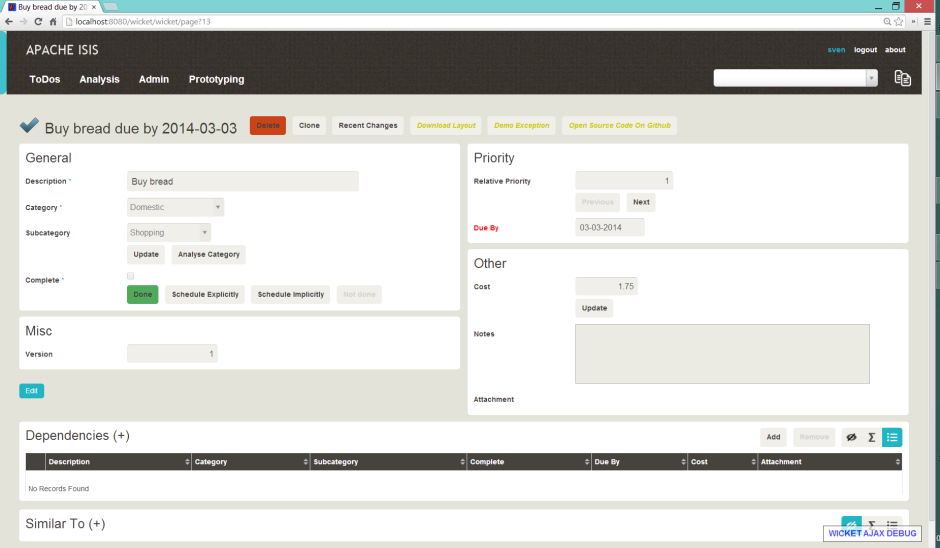 Buy bread due by 20
localhost:8080/wicket/wicket/page?13
APACHE ISIS
sven logout about
ToDos Analysis Admin Prototyping
Buy bread due by 2014-03-03 Delete Clone Recent Changes Download Layout Demo Exception Open Source Code On Github
General
Description *
Buy bread
Category *
Domestic
Subcategory
Shopping
Update Analyse Category
Complete *
Done Schedule Explicitly Schedule Implicitly Not done
Misc
Version
1
Edit
Priority
Relative Priority
1
Previous Next
Due By
03-03-2014
Other
Cost
1.75
Update
Notes
Attachment
Dependencies (+)
Add Remove Σ
Description Category Subcategory Complete Due By Cost Attachment
No Records Found
Similar To (+)
Σ
WICKET AJAX DEBUG